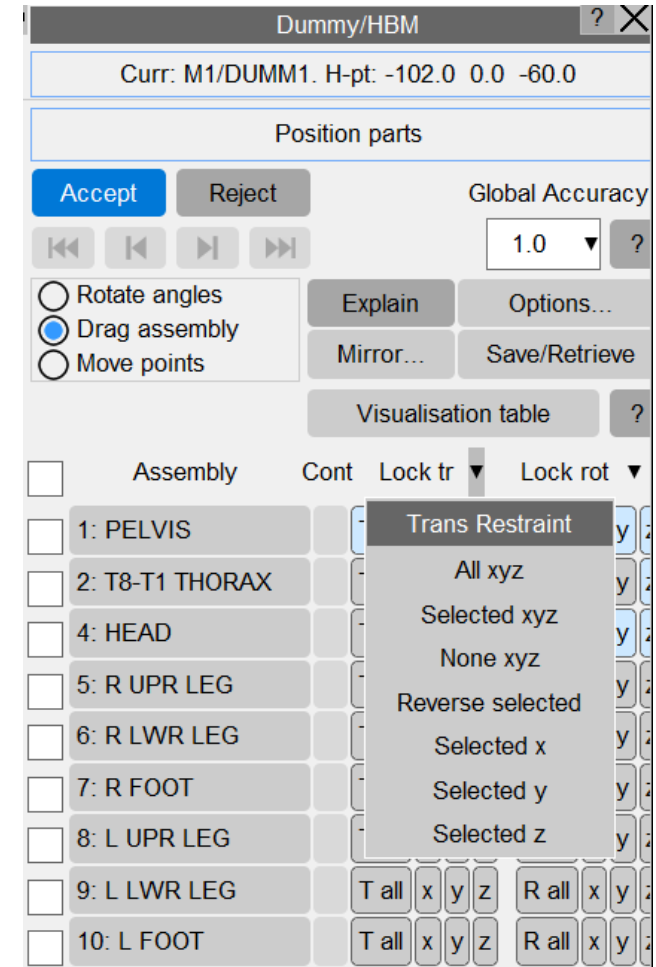 Dummy/HBM ? X
Curr: M1/DUMM1. H-pt: -102.0 0.0 -60.0
Position parts
Accept Reject Global Accuracy
1.0 ▼ ?
Rotate angles
Drag assembly
Move points
Explain Options...
Mirror... Save/Retrieve
Visualisation table ?
Assembly Cont Lock tr ▼ Lock rot ▼
Trans Restraint
All xyz
Selected xyz
None xyz
Reverse selected
Selected x
Selected y
Selected z
1: PELVIS y z
2: T8-T1 THORAX y z
4: HEAD y z
5: R UPR LEG y z
6: R LWR LEG y z
7: R FOOT y z
8: L UPR LEG y z
9: L LWR LEG T all x y z R all x y z
10: L FOOT T all x y z R all x y z